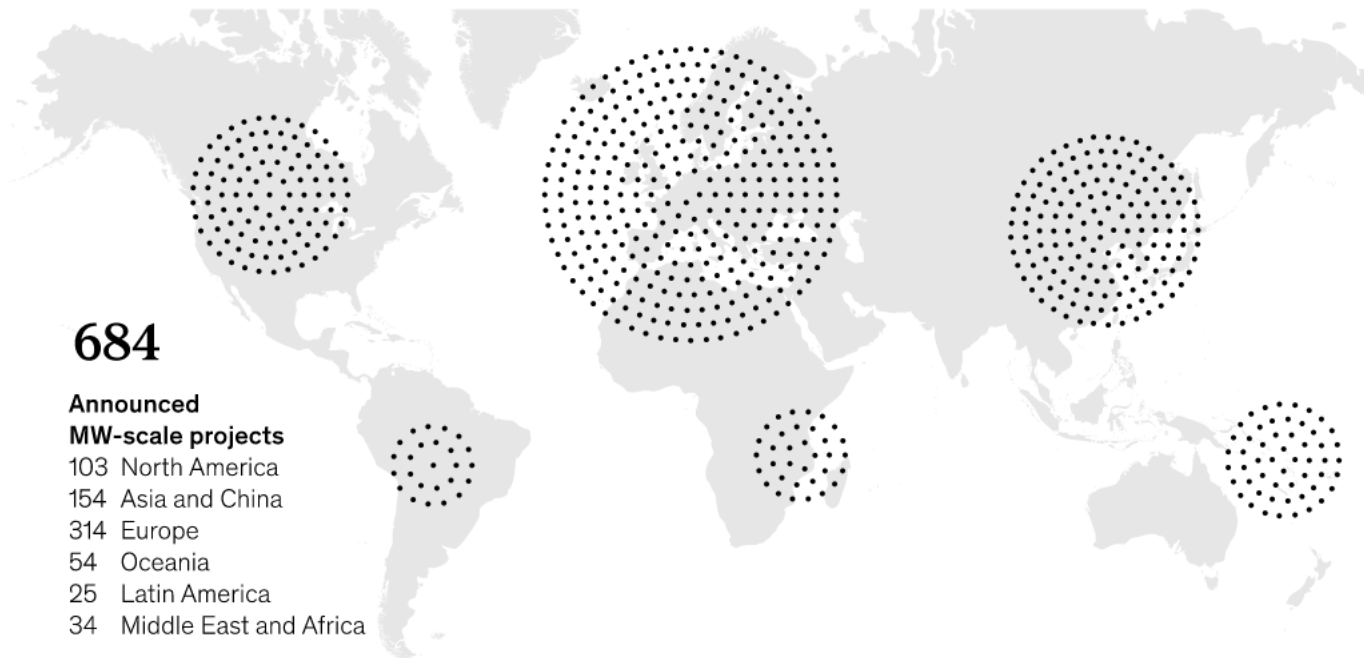 684
Announced
MW-scale projects
103 North America
154 Asia and China
314 Europe
54 Oceania
25 Latin America
34 Middle East and Africa